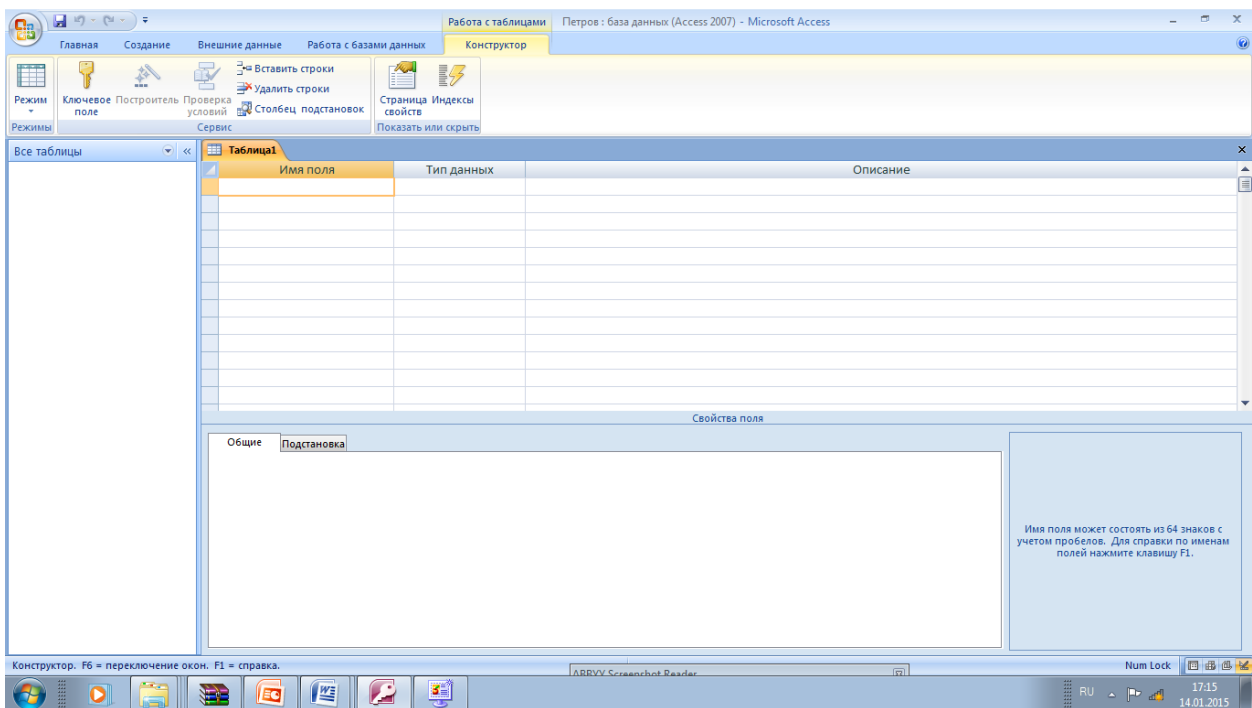 Работа с таблицами
Петров : база данных (Access 2007) - Microsoft Access
Главная Создание Внешние данные Работа с базами данных Конструктор
Режим
Ключевое поле
Построитель
Проверка условий
Вставить строки
Удалить строки
Столбец подстановок
Страница свойств
Индексы
Режимы
Сервис
Показать или скрыть
Все таблицы
Таблица1
Имя поля Тип данных Описание
Свойства поля
Общие Подстановка
Имя поля может состоять из 64 знаков с
учетом пробелов. Для справки по именам
полей нажмите клавишу F1.
Конструктор. F6 = переключение окон. F1 = справка.
ABBYY Screenshot Reader
Num Lock
RU
17:15
14.01.2015